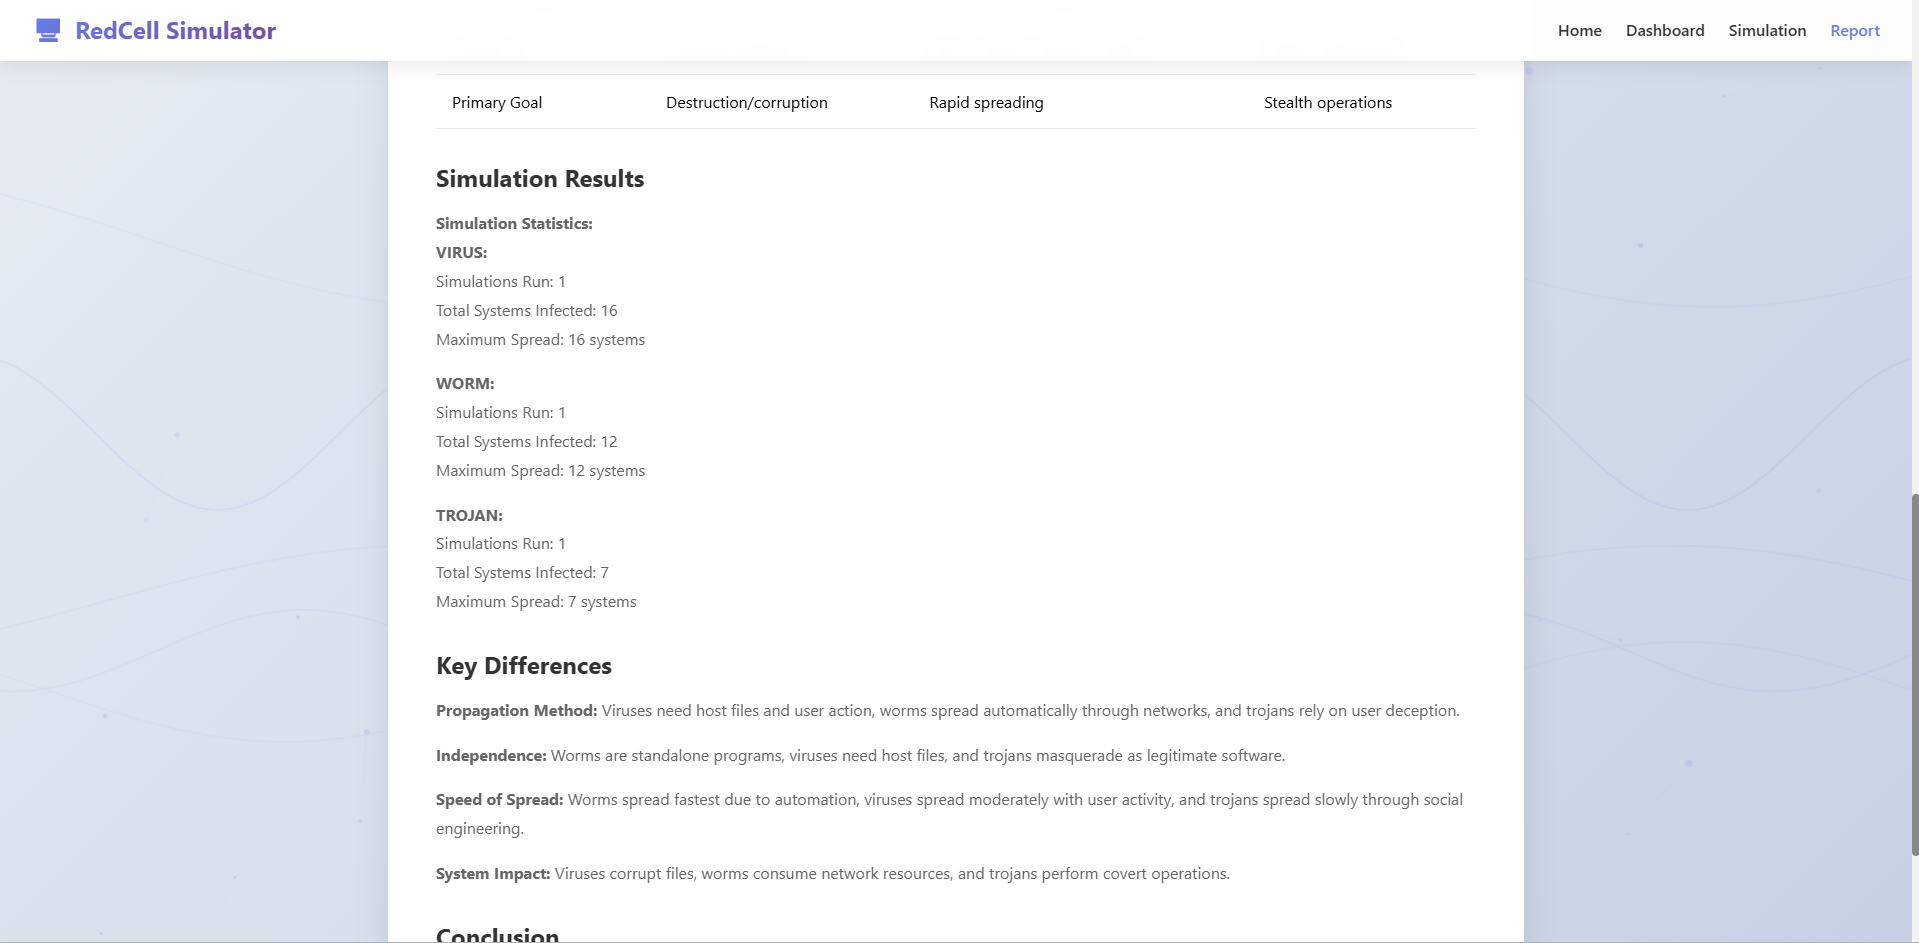 RedCell Simulator
Home
Dashboard
Simulation
Report
Primary Goal
Destruction/corruption
Rapid spreading
Stealth operations
Simulation Results
Simulation Statistics:
VIRUS:
Simulations Run: 1
Total Systems Infected: 16
Maximum Spread: 16 systems
WORM:
Simulations Run: 1
Total Systems Infected: 12
Maximum Spread: 12 systems
TROJAN:
Simulations Run: 1
Total Systems Infected: 7
Maximum Spread: 7 systems
Key Differences
Propagation Method: Viruses need host files and user action, worms spread automatically through networks, and trojans rely on user deception.
Independence: Worms are standalone programs, viruses need host files, and trojans masquerade as legitimate software.
Speed of Spread: Worms spread fastest due to automation, viruses spread moderately with user activity, and trojans spread slowly through social
engineering.
System Impact: Viruses corrupt files, worms consume network resources, and trojans perform covert operations.
Conclusion